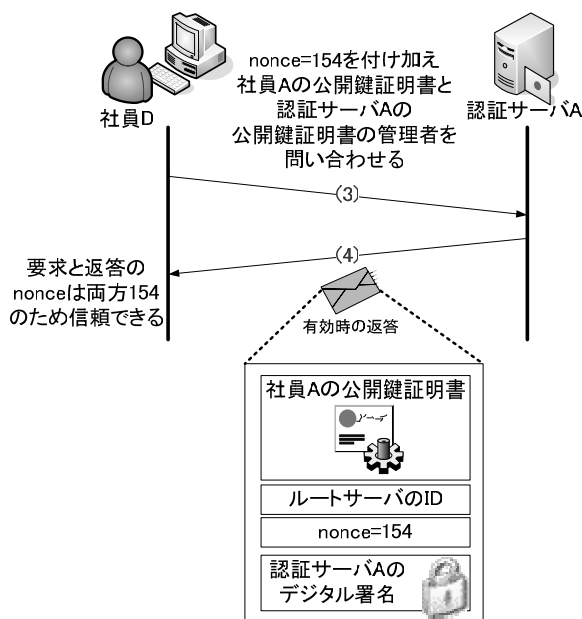 nonce=154を付け加え
社員Aの公開鍵証明書と
認証サーバAの
公開鍵証明書の管理者を
問い合わせる
社員D
認証サーバA
(3)
(4)
要求と返答の
nonceは両方154
のため信頼できる
有効時の返答
社員Aの公開鍵証明書
ルートサーバのID
nonce=154
認証サーバAの
デジタル署名